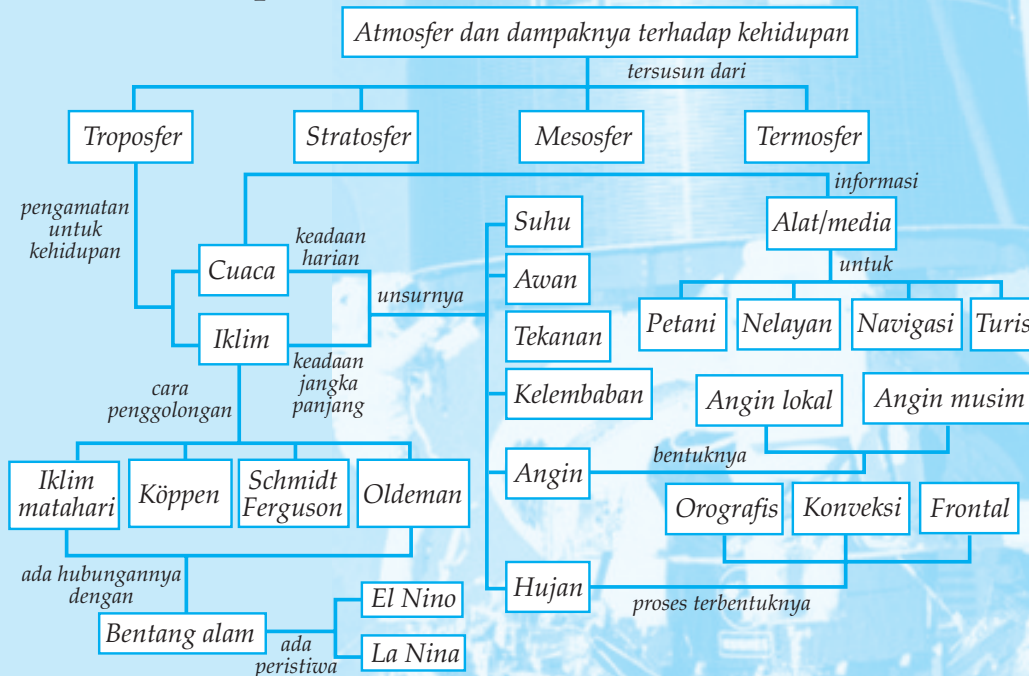 Atmosfer dan dampaknya terhadap kehidupan
tersusun dari
Troposfer
Stratosfer
Mesosfer
Termosfer
pengamatan
untuk
kehidupan
informasi
Suhu
Alat/media
keadaan
harian
Cuaca
unsurnya
Awan
untuk
Iklim
Tekanan
Petani
Nelayan
Navigasi
Turis
keadaan
jangka
panjang
cara
penggolongan
Kelembaban
Angin lokal
Angin musim
Iklim
matahari
Köppen
Schmidt
Ferguson
Oldeman
Angin
bentuknya
Orografis
Konveksi
Frontal
ada hubungannya
dengan
Hujan
proses terbentuknya
Bentang alam
ada
peristiwa
El Nino
La Nina